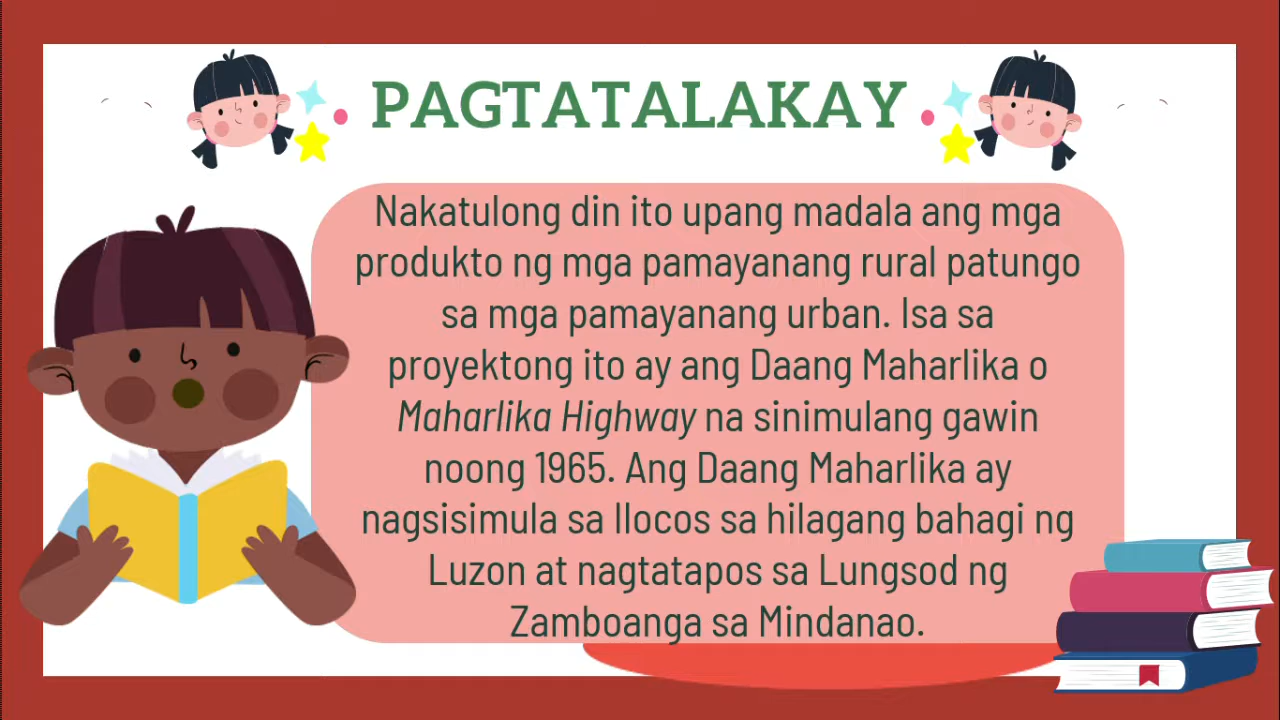 PAGTATALAKAY
Nakatulong din ito upang madala ang mga
produkto ng mga pamayanang rural patungo
sa mga pamayanang urban. Isa sa
proyektong ito ay ang Daang Maharlika o
Maharlika Highway na sinimulang gawin
noong 1965. Ang Daang Maharlika ay
nagsisimula sa Ilocos sa hilagang bahagi ng
Luzon at nagtatapos sa Lungsod ng
Zamboanga sa Mindanao.